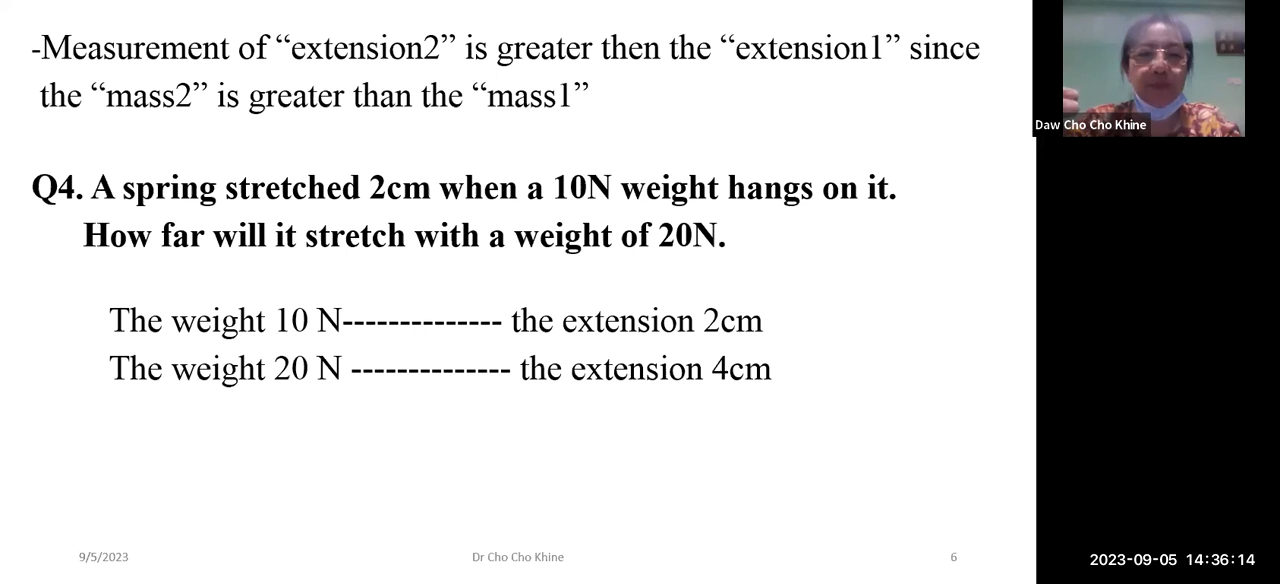 -Measurement of “extension2” is greater then the “extension1” since
the “mass2” is greater than the “mass1”
Q4. A spring stretched 2cm when a 10N weight hangs on it.
How far will it stretch with a weight of 20N.
The weight 10 N-------------- the extension 2cm
The weight 20 N -------------- the extension 4cm
9/5/2023
Dr Cho Cho Khine
6
Daw Cho Cho Khine
2023-09-05 14:36:14